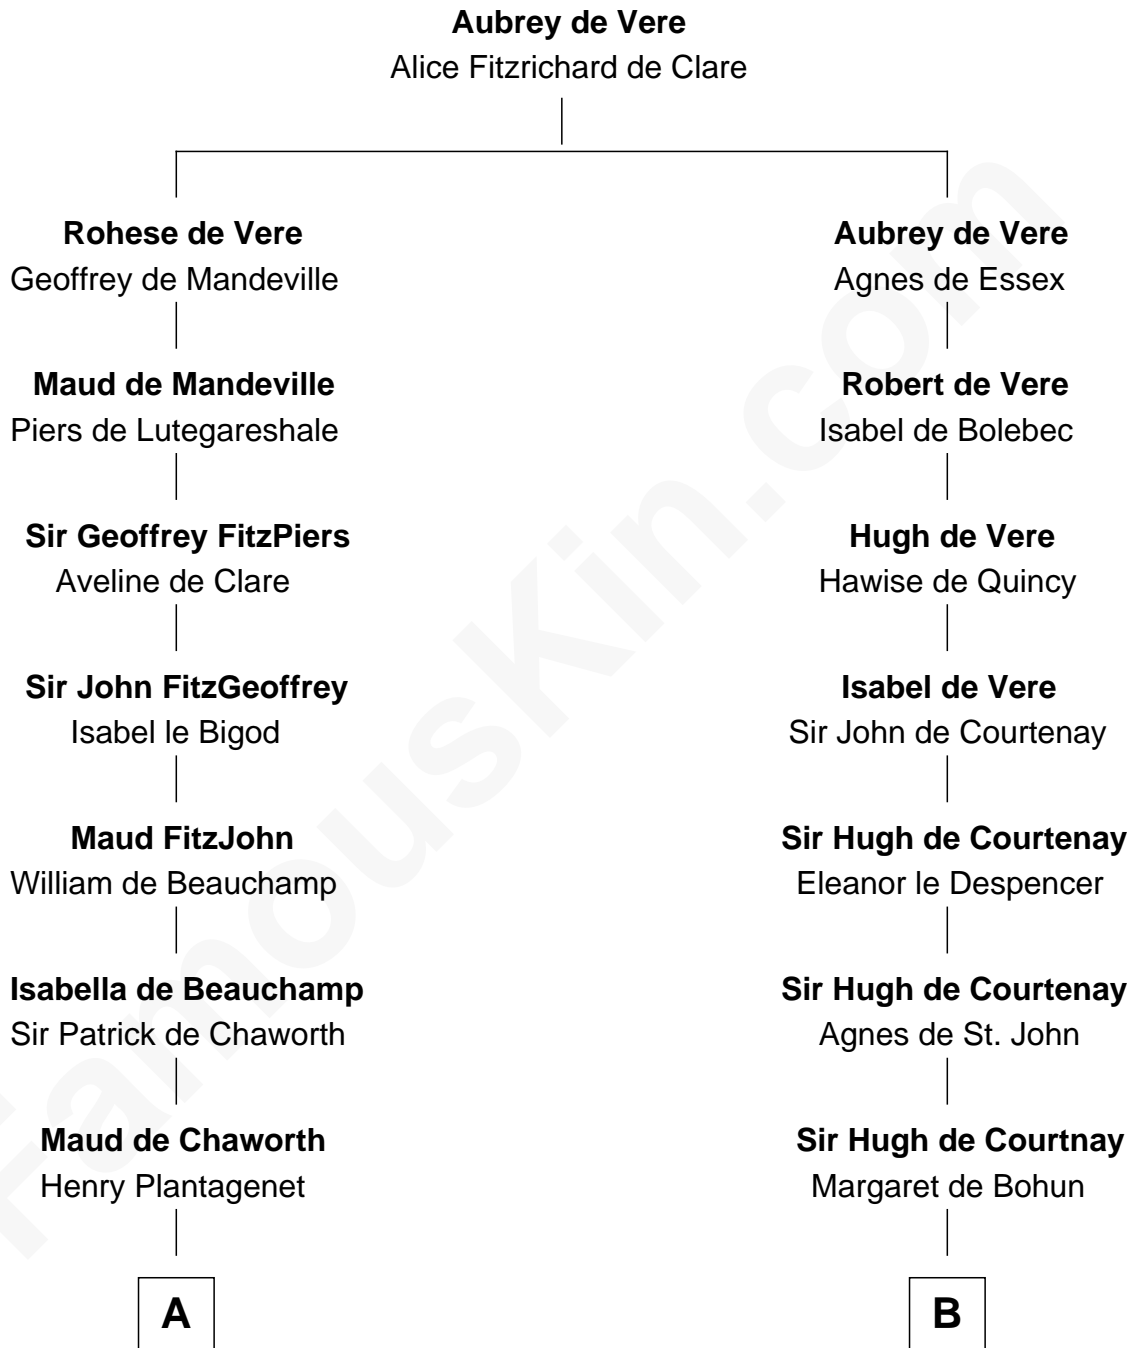 Aubrey de Vere
Alice Fitzrichard de Clare
Rohese de Vere
Geoffrey de Mandeville
Maud de Mandeville
Piers de Lutegareshale
Sir Geoffrey FitzPiers
Aveline de Clare
Sir John FitzGeoffrey
Isabel le Bigod
Maud FitzJohn
William de Beauchamp
Isabella de Beauchamp
Sir Patrick de Chaworth
Maud de Chaworth
Henry Plantagenet
A
Aubrey de Vere
Agnes de Essex
Robert de Vere
Isabel de Bolebec
Hugh de Vere
Hawise de Quincy
Isabel de Vere
Sir John de Courtenay
Sir Hugh de Courtenay
Eleanor le Despencer
Sir Hugh de Courtenay
Agnes de St. John
Sir Hugh de Courtnay
Margaret de Bohun
B
FamousKin.com